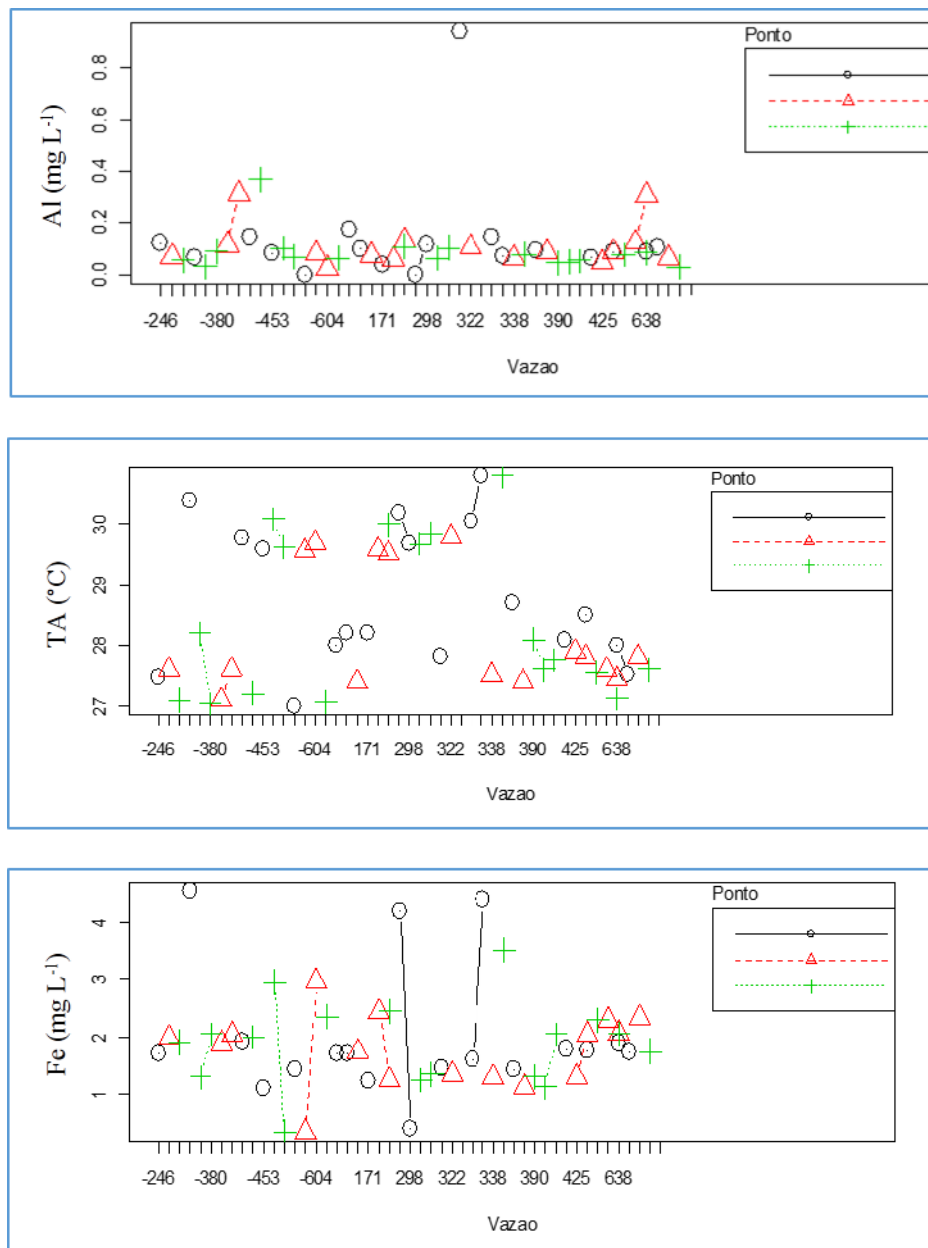 Al (mg L⁻¹)
0.0 0.2 0.4 0.6 0.8
Ponto
-246 -380 -453 -604 171 298 322 338 390 425 638
Vazao
TA (°C)
27 28 29 30
Ponto
-246 -380 -453 -604 171 298 322 338 390 425 638
Vazao
Fe (mg L⁻¹)
1 2 3 4
Ponto
-246 -380 -453 -604 171 298 322 338 390 425 638
Vazao